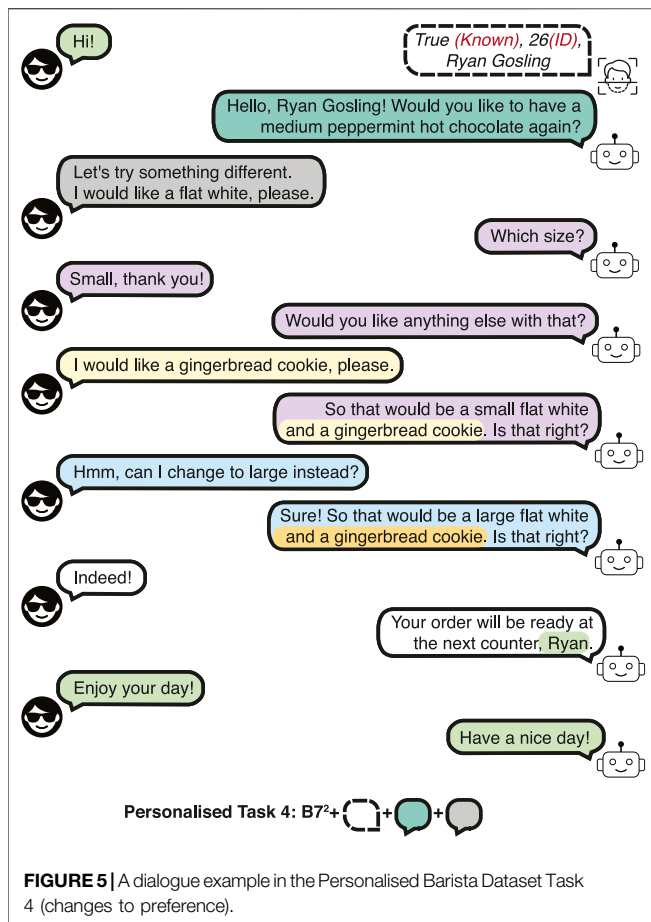 Hi!
True (Known), 26(ID),
Ryan Gosling
Hello, Ryan Gosling! Would you like to have a
medium peppermint hot chocolate again?
Let's try something different.
I would like a flat white, please.
Which size?
Small, thank you!
Would you like anything else with that?
I would like a gingerbread cookie, please.
So that would be a small flat white
and a gingerbread cookie. Is that right?
Hmm, can I change to large instead?
Sure! So that would be a large flat white
and a gingerbread cookie. Is that right?
Indeed!
Your order will be ready at
the next counter, Ryan.
Enjoy your day!
Have a nice day!
Personalised Task 4: B7²+ + +
FIGURE 5 | A dialogue example in the Personalised Barista Dataset Task
4 (changes to preference).